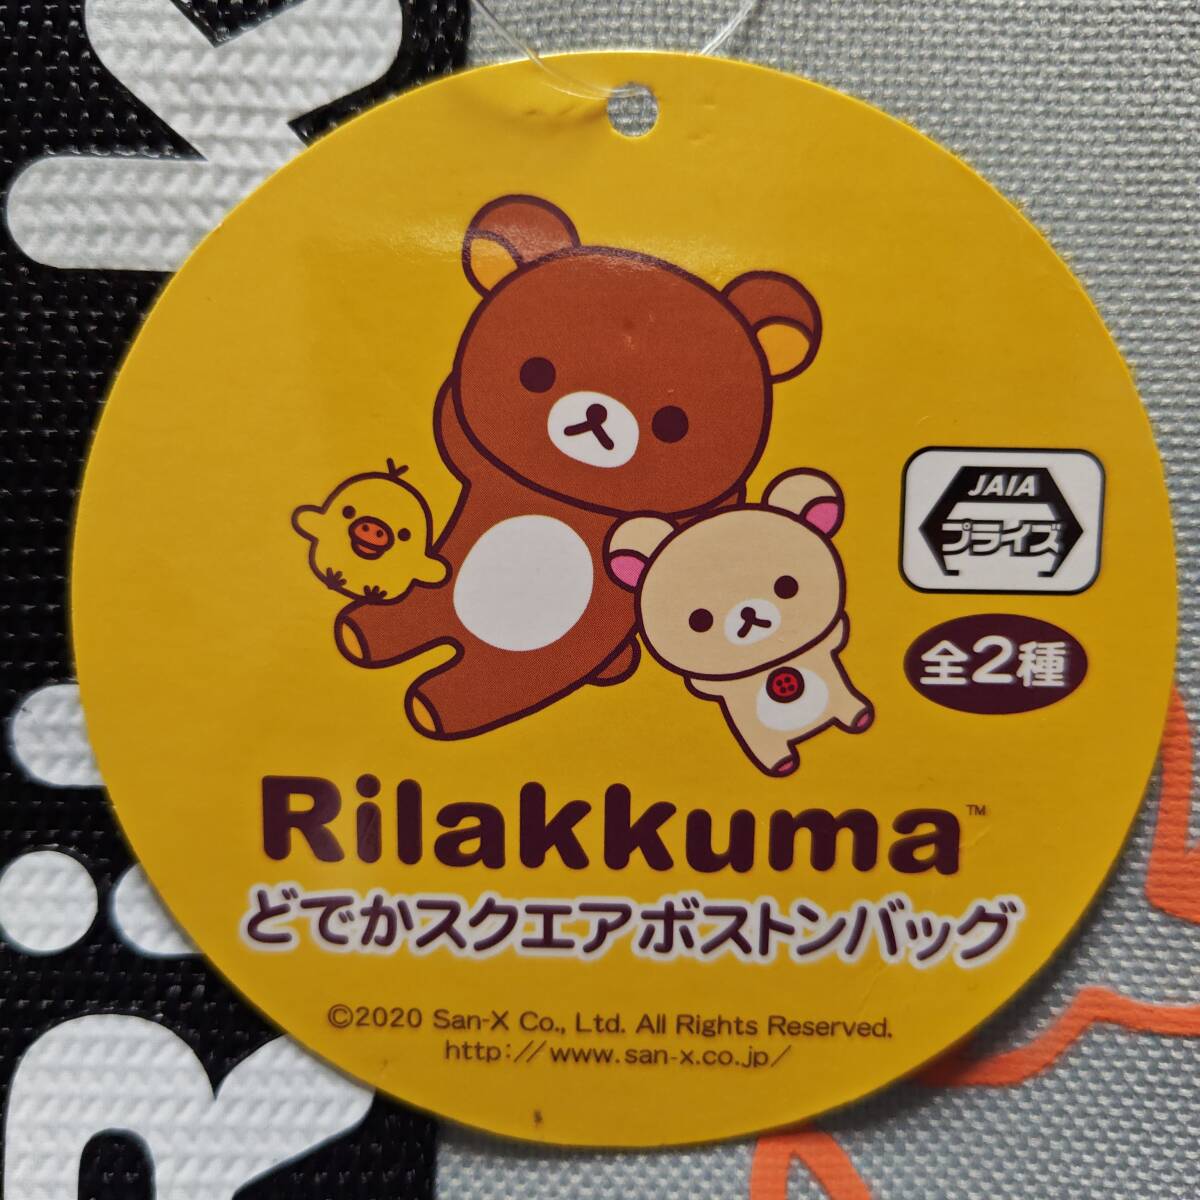 JAIA
プライズ
全2種
Rilakkuma™
どでかスクエアボストンバッグ
©2020 San-X Co., Ltd. All Rights Reserved.
http://www.san-x.co.jp/